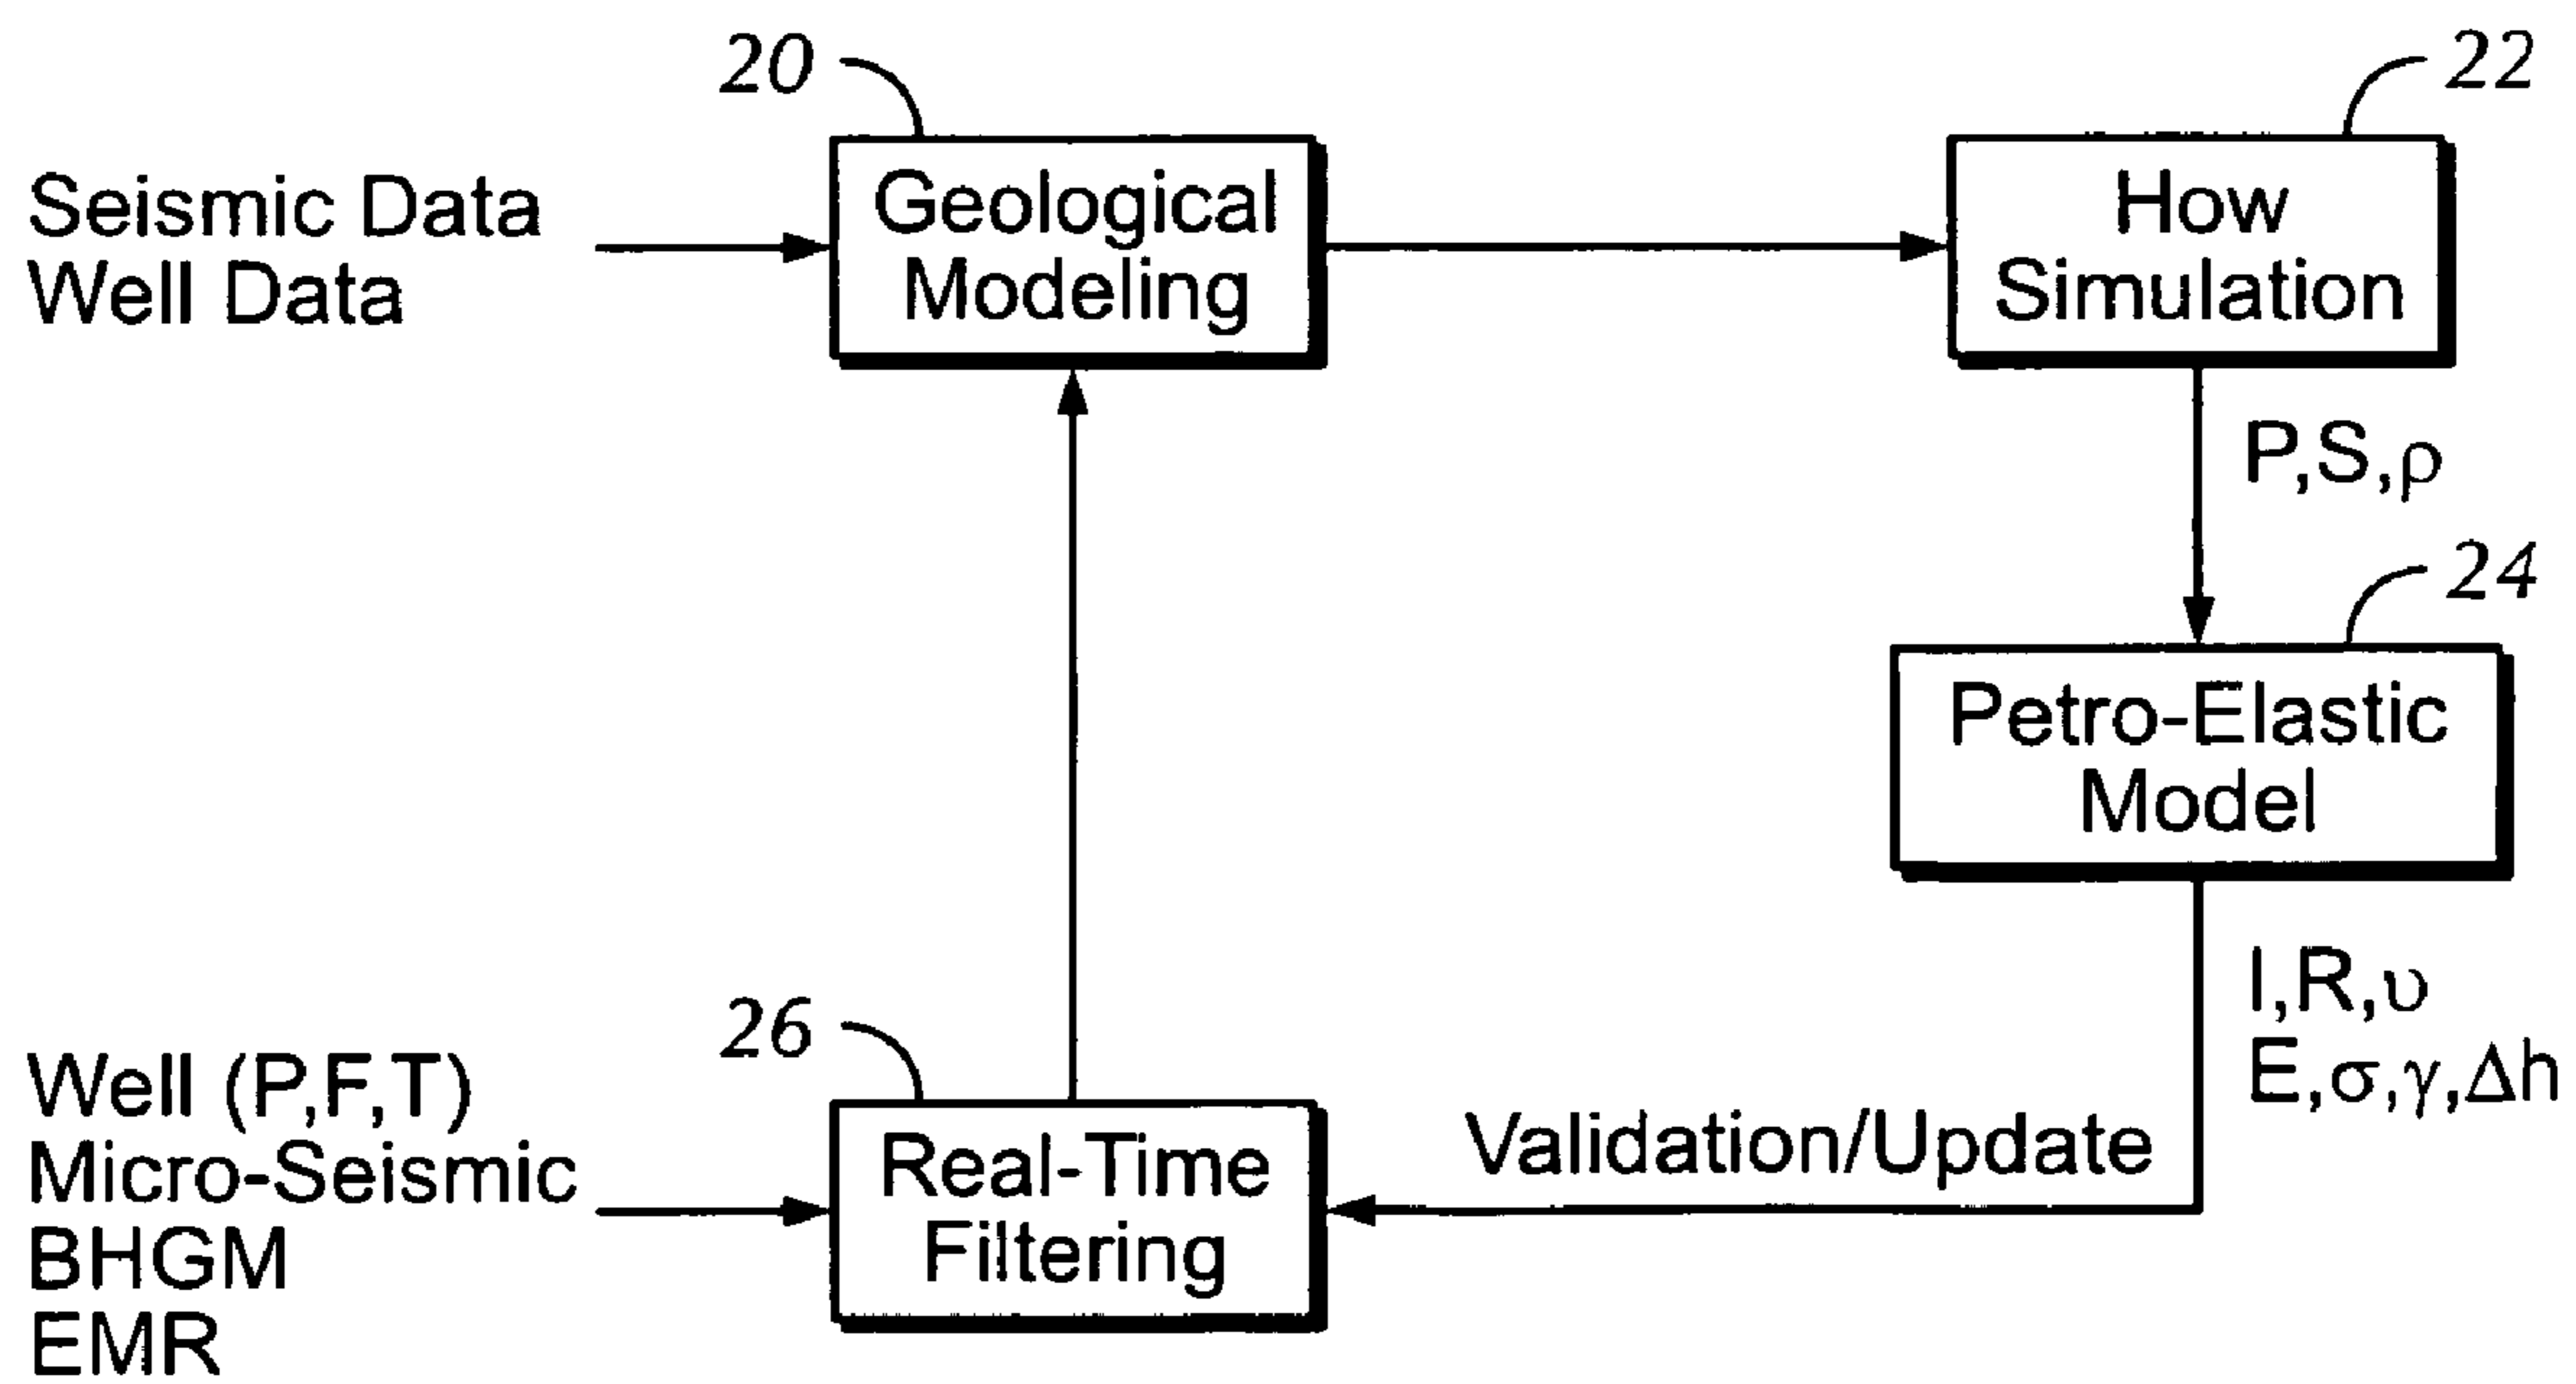 20
22
Seismic Data
Well Data
Geological
Modeling
How
Simulation
P,S,ρ
24
Petro-Elastic
Model
I,R,υ
E,σ,γ,Δh
26
Well (P,F,T)
Micro-Seismic
BHGM
EMR
Real-Time
Filtering
Validation/Update